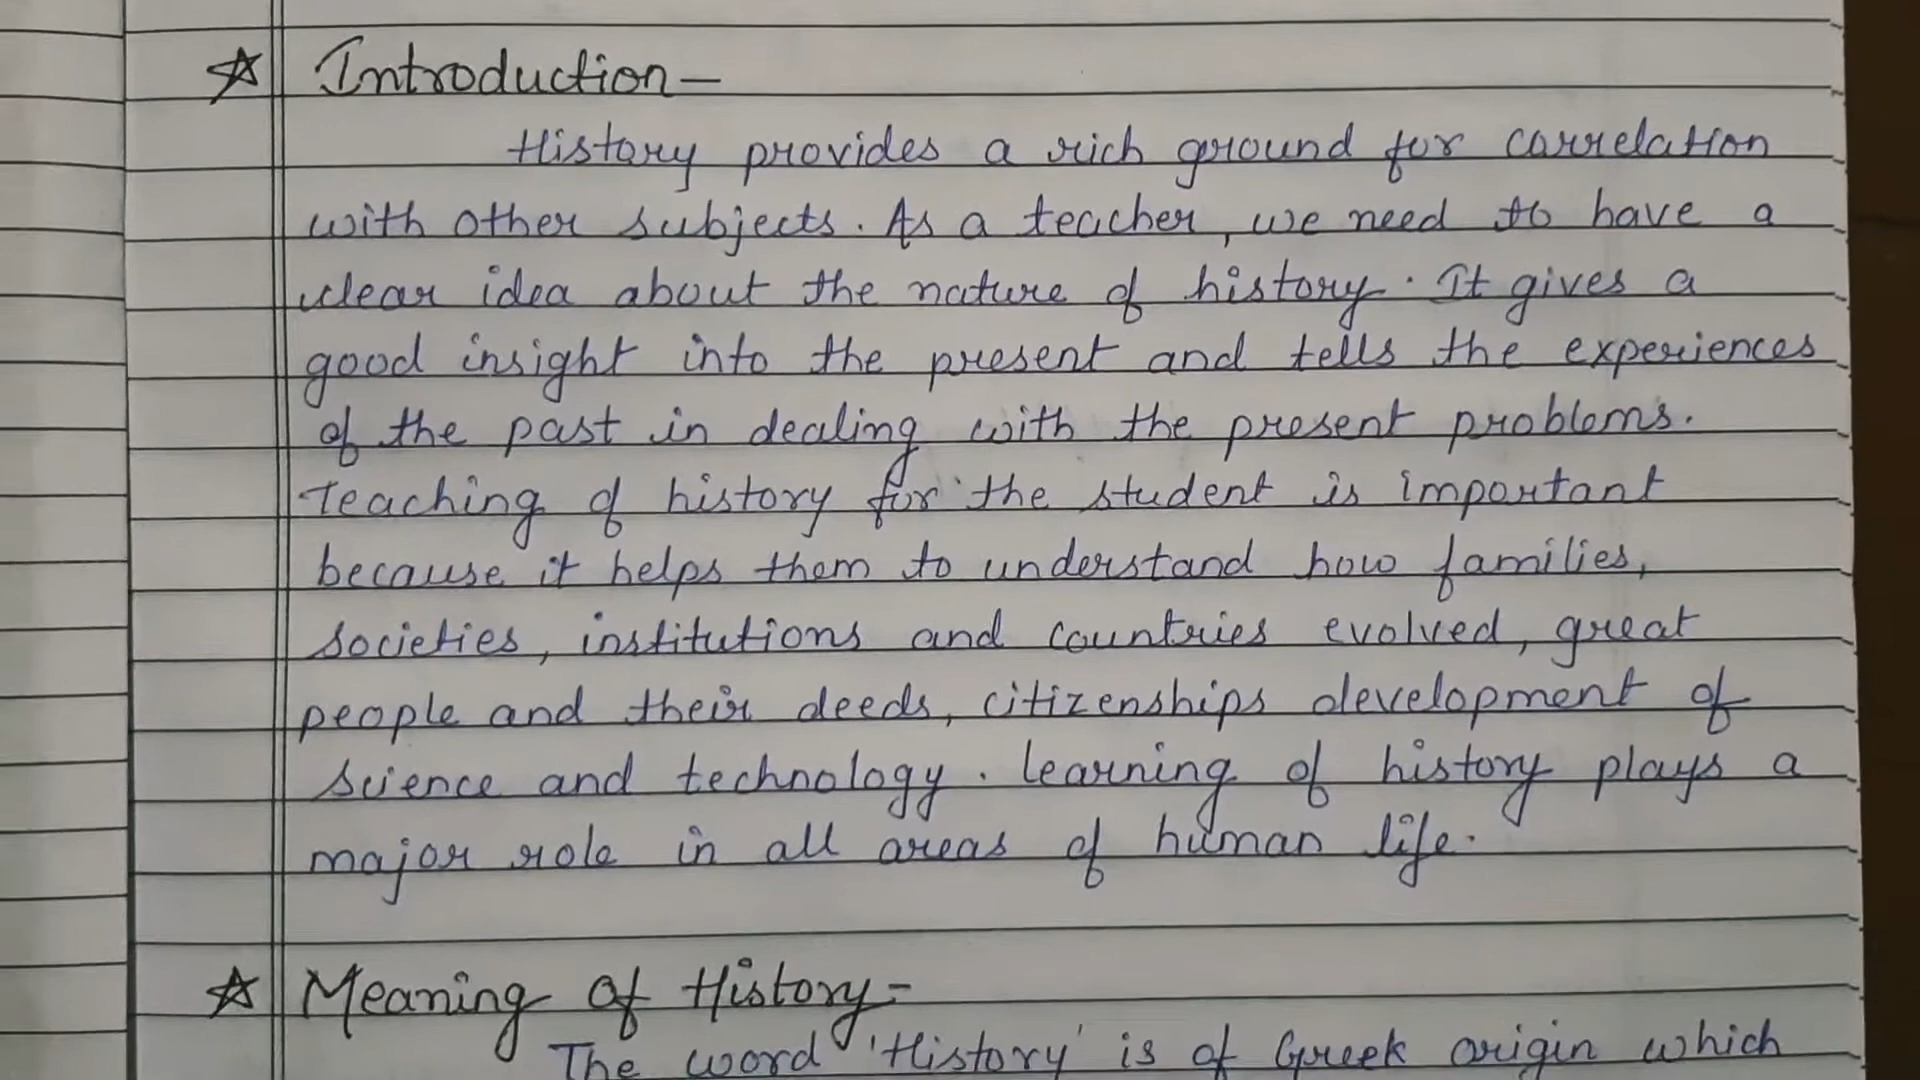 ☆ Introduction –
History provides a rich ground for correlation
with other subjects. As a teacher, we need to have a
clear idea about the nature of history. It gives a
good insight into the present and tells the experiences
of the past in dealing with the present problems.
Teaching of history for the student is important
because it helps them to understand how families,
societies, institutions and countries evolved, great
people and their deeds, citizenships development of
science and technology. Learning of history plays a
major role in all areas of human life.
☆ Meaning of History –
The word 'History' is of Greek origin which